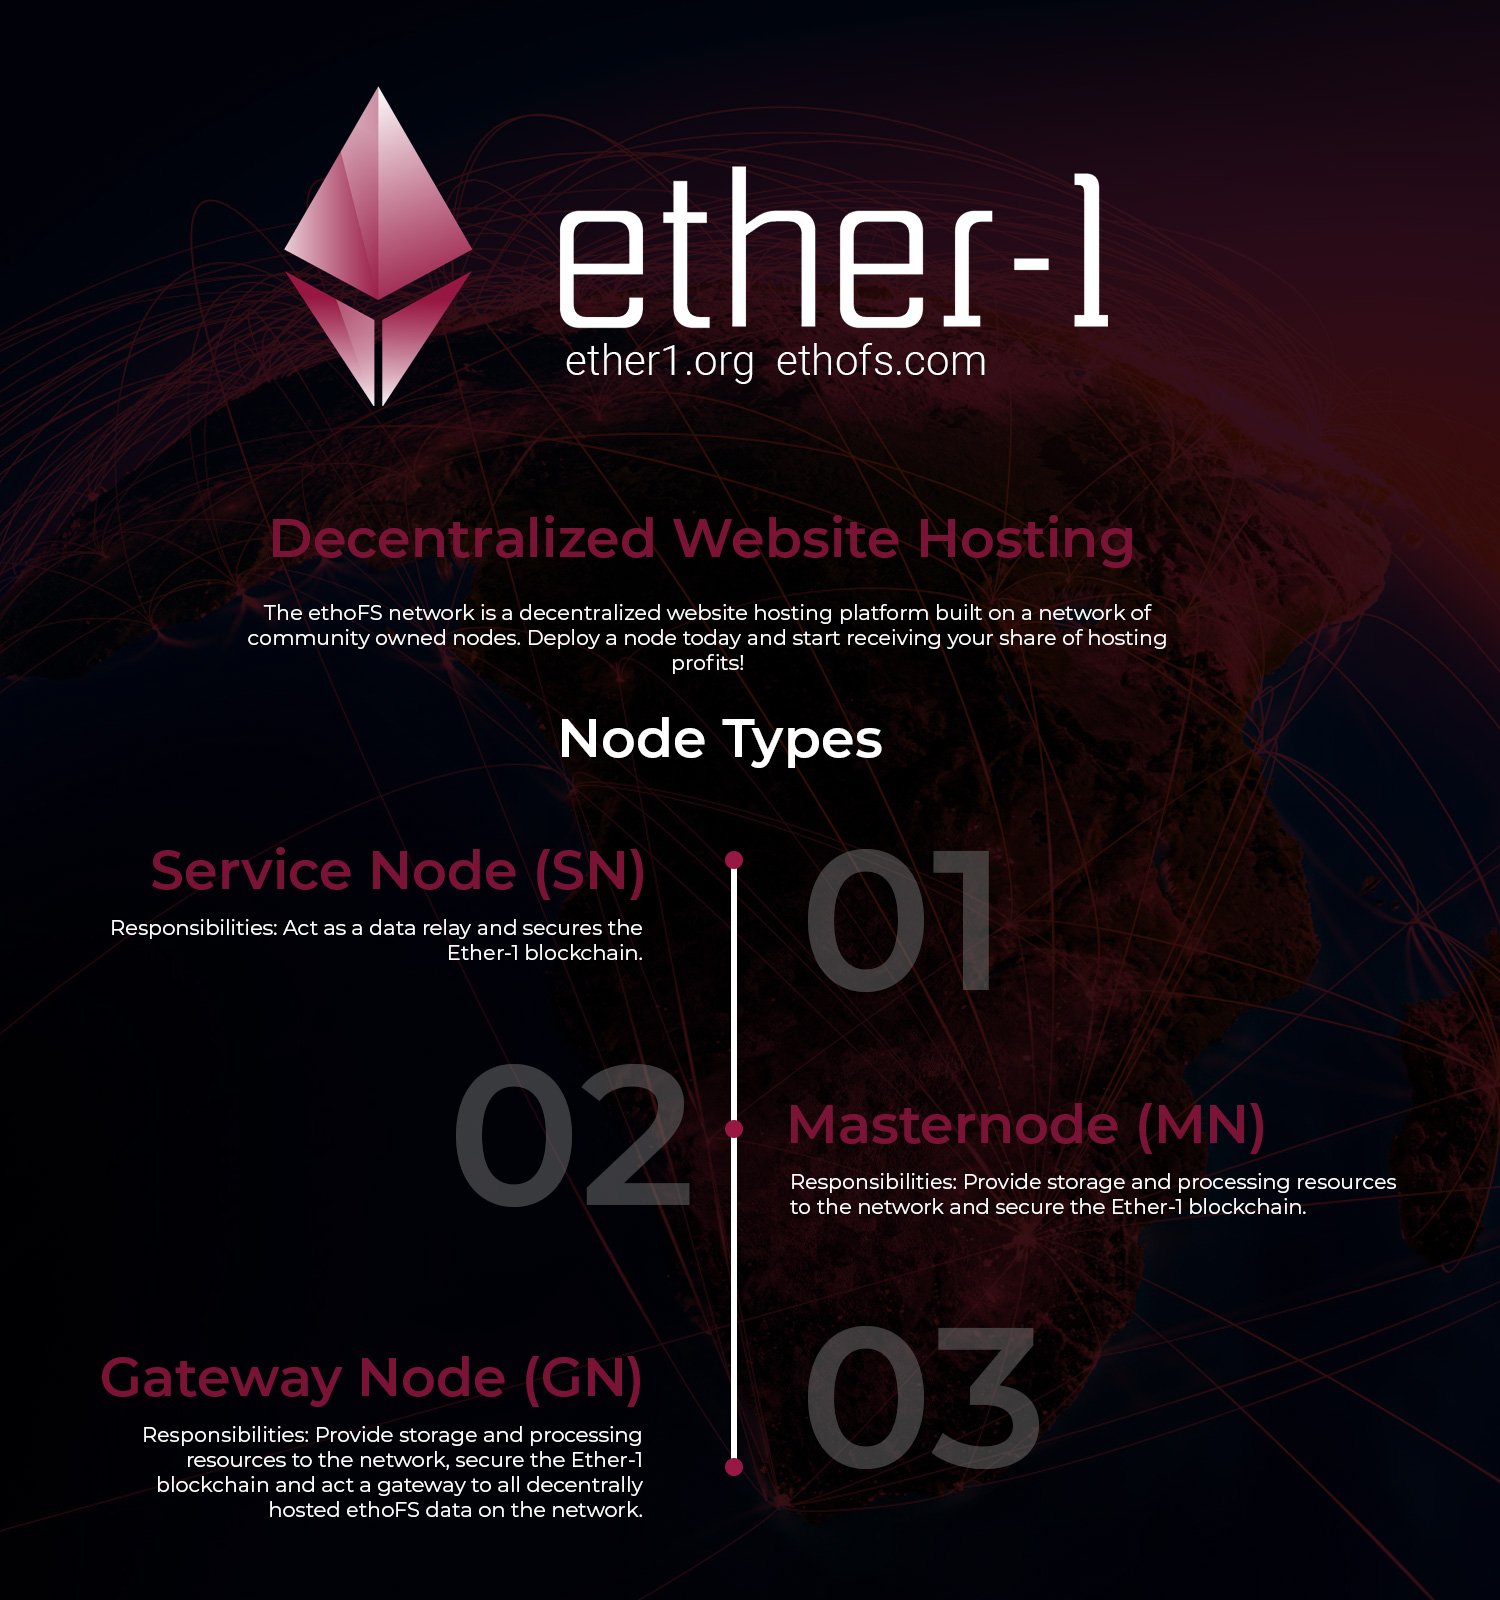 ether-1
ether1.org ethofs.com
Decentralized Website Hosting
The ethoFS network is a decentralized website hosting platform built on a network of
community owned nodes. Deploy a node today and start receiving your share of hosting
profits!
Node Types
Service Node (SN)
Responsibilities: Act as a data relay and secures the
Ether-1 blockchain.
01
02
Masternode (MN)
Responsibilities: Provide storage and processing resources
to the network and secure the Ether-1 blockchain.
Gateway Node (GN)
Responsibilities: Provide storage and processing
resources to the network, secure the Ether-1
blockchain and act a gateway to all decentrally
hosted ethoFS data on the network.
03